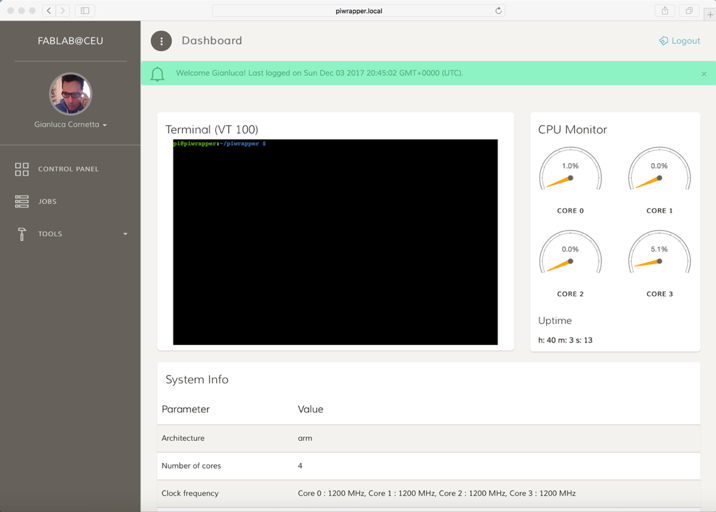 piwrapper.local
FABLAB@CEU
Dashboard
Logout
Welcome Gianluca! Last logged on Sun Dec 03 2017 20:45:02 GMT+0000 (UTC).
×
Gianluca Cornetta
CONTROL PANEL
JOBS
TOOLS
Terminal (VT 100)
pi@piwrapper:~/piwrapper $
CPU Monitor
1.0%
0.0%
CORE 0
CORE 1
0.0%
5.1%
CORE 2
CORE 3
Uptime
h: 40 m: 3 s: 13
System Info
Parameter Value
Architecture arm
Number of cores 4
Clock frequency Core 0 : 1200 MHz, Core 1 : 1200 MHz, Core 2 : 1200 MHz, Core 3 : 1200 MHz